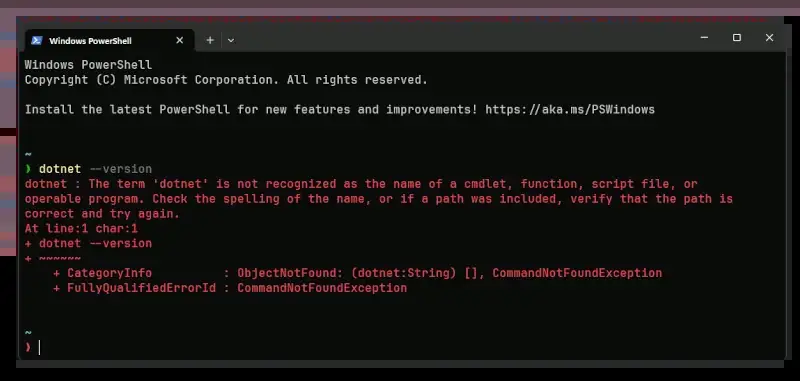 Windows PowerShell
Windows PowerShell
Copyright (C) Microsoft Corporation. All rights reserved.
Install the latest PowerShell for new features and improvements! https://aka.ms/PSWindows
~
❯ dotnet --version
dotnet : The term 'dotnet' is not recognized as the name of a cmdlet, function, script file, or
operable program. Check the spelling of the name, or if a path was included, verify that the path is
correct and try again.
At line:1 char:1
+ dotnet --version
+ ~~~~~~
    + CategoryInfo          : ObjectNotFound: (dotnet:String) [], CommandNotFoundException
    + FullyQualifiedErrorId : CommandNotFoundException
~
❯